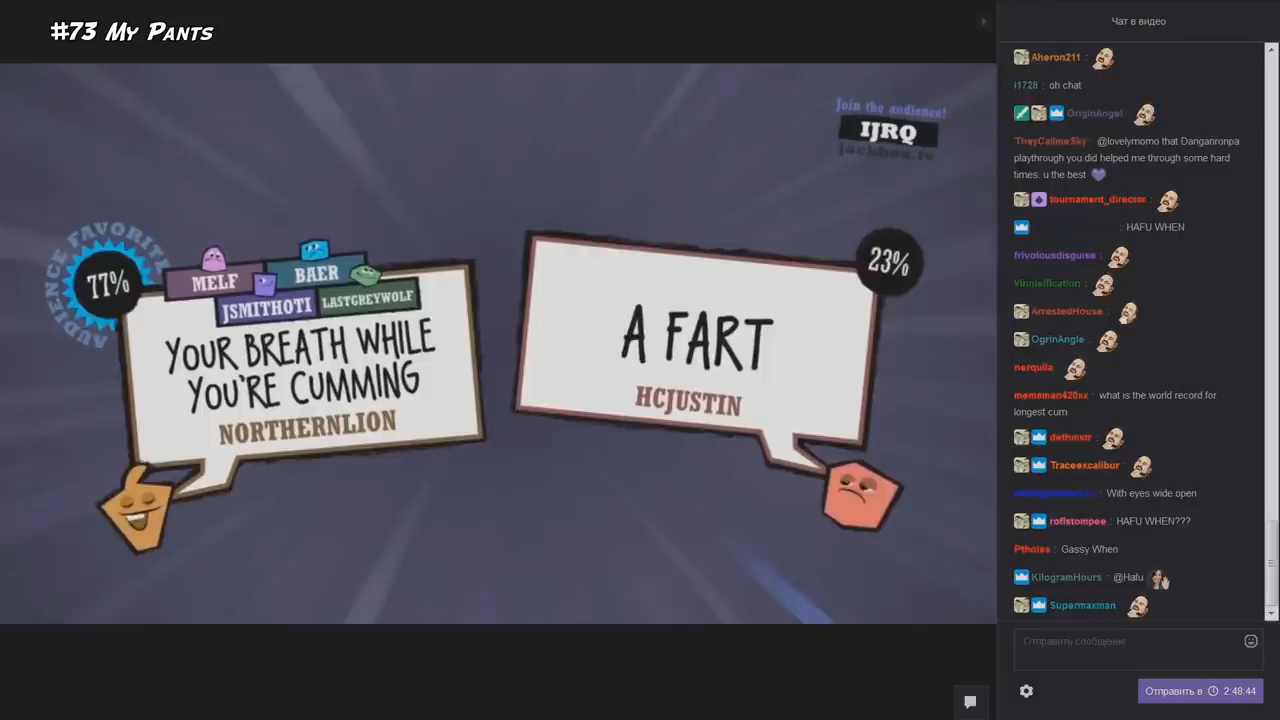 #73 My Pants
Join the audience!
IJRQ
jackbox.tv
AUDIENCE FAVORITE
77%
MELF
BAER
JSMITHOTI
LASTGREYWOLF
YOUR BREATH WHILE
YOU'RE CUMMING
NORTHERNLION
23%
A FART
HCJUSTIN
Чат в видео
Aheron211 :
i1728 : oh chat
OriginAngel
TheyCallmeSky : @lovelymomo that Danganronpa
playthrough you did helped me through some hard
times. u the best
tournament_director :
: HAFU WHEN
frivolousdisguise :
Vinnieification :
ArrestedHouse :
OgrinAngle :
nerquila :
mememan420xx : what is the world record for
longest cum
dethmstr :
Traceexcalibur :
: With eyes wide open
roflstompee : HAFU WHEN???
Ptholss : Gassy When
KilogramHours : @Hafu
Supermaxman :
Отправить сообщение
Отправить в 2:48:44